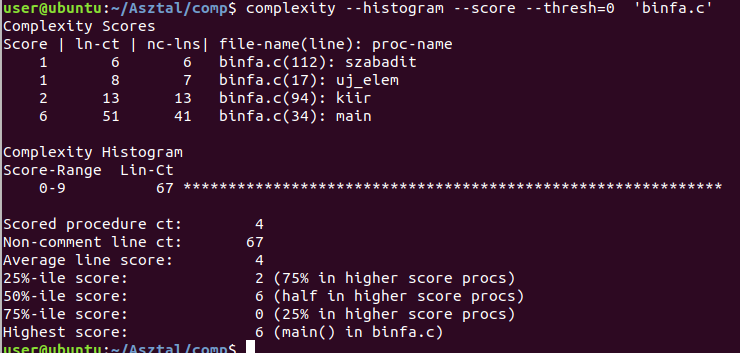 user@ubuntu:~/Asztal/comp$ complexity --histogram --score --thresh=0  'binfa.c'
Complexity Scores
Score | ln-ct | nc-lns| file-name(line): proc-name
    1       6       6   binfa.c(112): szabadit
    1       8       7   binfa.c(17): uj_elem
    2      13      13   binfa.c(94): kiir
    6      51      41   binfa.c(34): main
Complexity Histogram
Score-Range  Lin-Ct
    0-9          67 ************************************************************
Scored procedure ct:        4
Non-comment line ct:       67
Average line score:         4
25%-ile score:              2 (75% in higher score procs)
50%-ile score:              6 (half in higher score procs)
75%-ile score:              0 (25% in higher score procs)
Highest score:              6 (main() in binfa.c)
user@ubuntu:~/Asztal/comp$